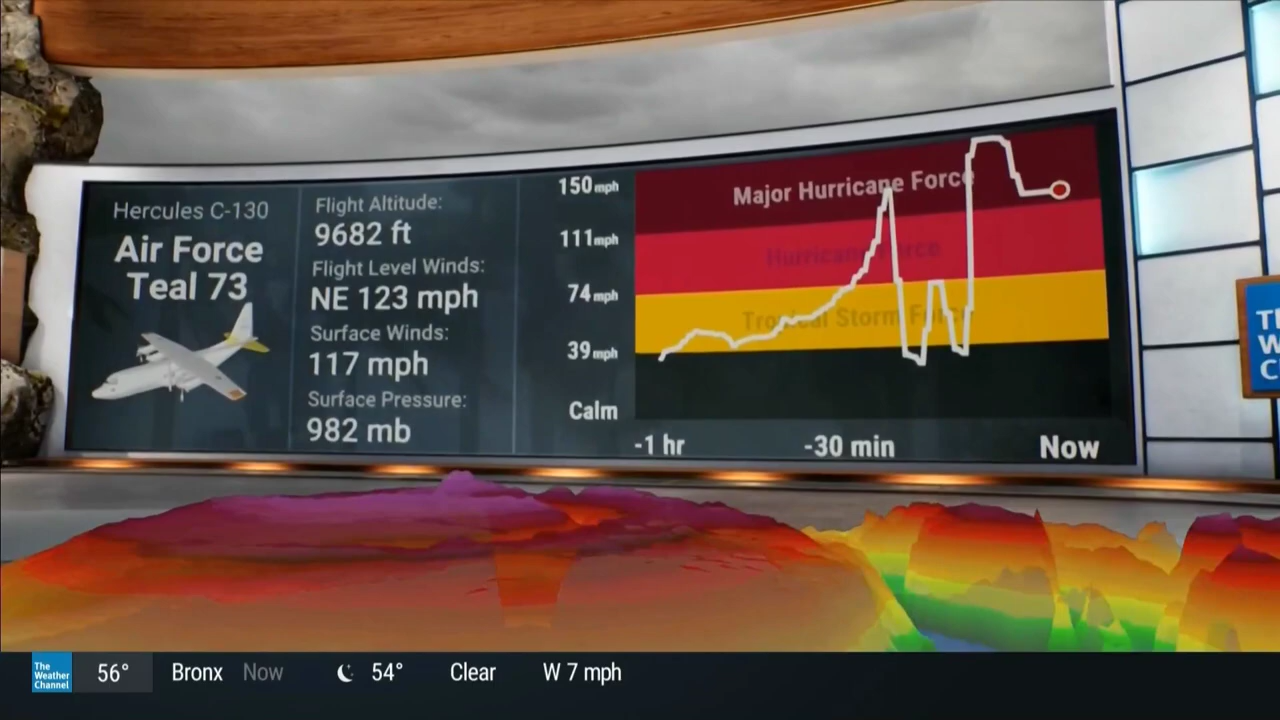 Hercules C-130
Air Force
Teal 73
Flight Altitude:
9682 ft
Flight Level Winds:
NE 123 mph
Surface Winds:
117 mph
Surface Pressure:
982 mb
150 mph
111 mph
74 mph
39 mph
Calm
Major Hurricane Force
Hurricane Force
Tropical Storm Force
-1 hr
-30 min
Now
The
Weather
Channel
56°
Bronx Now
54°
Clear
W 7 mph